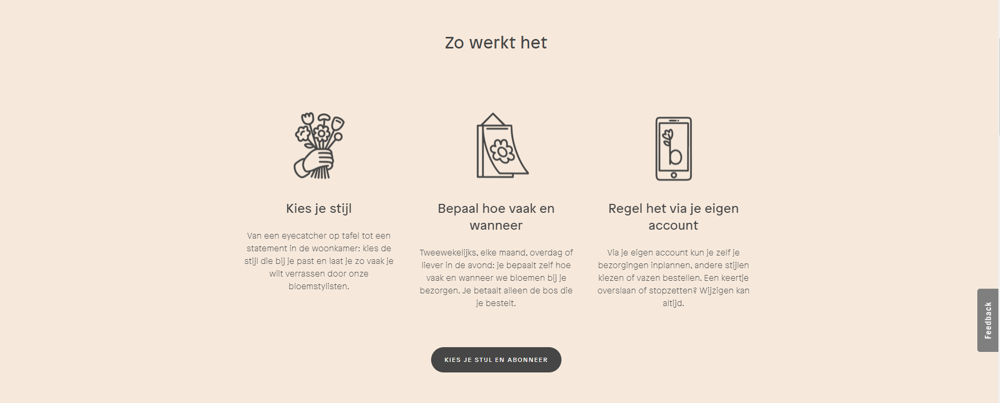 Zo werkt het
Kies je stijl
Van een eyecatcher op tafel tot een
statement in de woonkamer: kies de
stijl die bij je past en laat je zo vaak je
wilt verrassen door onze
bloemstylisten.
Bepaal hoe vaak en
wanneer
Tweewekelijks, elke maand, overdag of
liever in de avond: je bepaalt zelf hoe
vaak en wanneer we bloemen bij je
bezorgen. Je betaalt alleen de bos die
je bestelt.
Regel het via je eigen
account
Via je eigen account kun je zelf je
bezorgingen inplannen, andere stijlen
kiezen of vazen bestellen. Een keertje
overslaan of stopzetten? Wijzigen kan
altijd.
KIES JE STIJL EN ABONNEER
Feedback